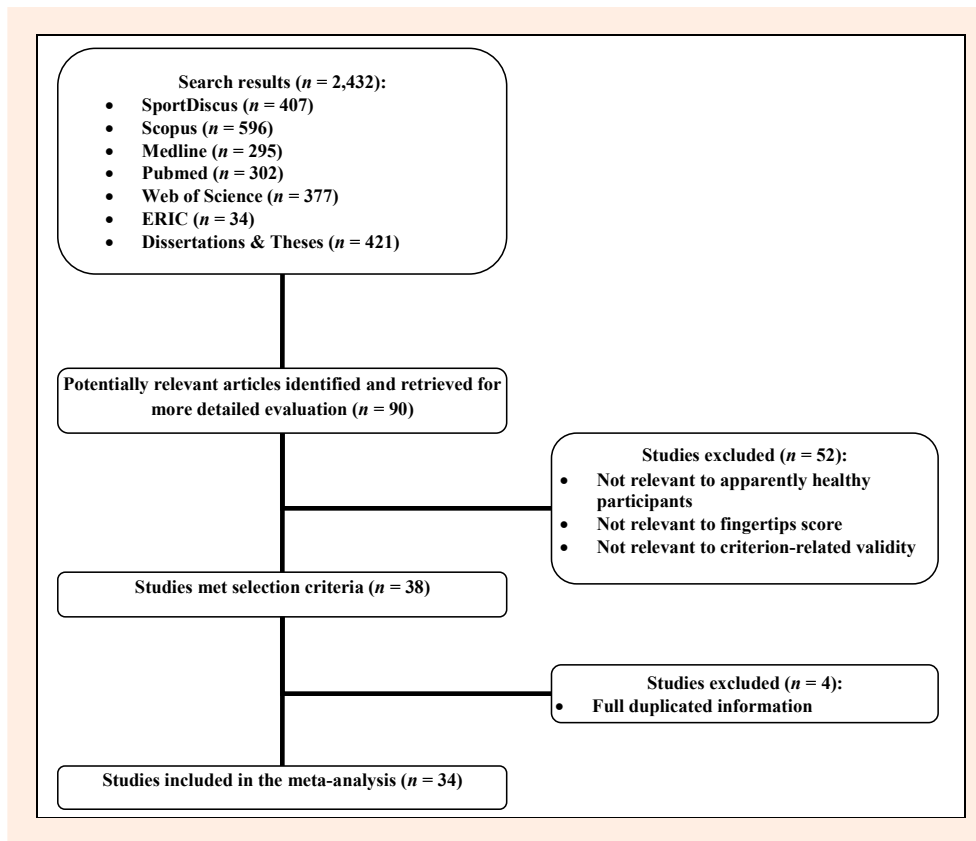 Search results (n = 2,432):
• SportDiscus (n = 407)
• Scopus (n = 596)
• Medline (n = 295)
• Pubmed (n = 302)
• Web of Science (n = 377)
• ERIC (n = 34)
• Dissertations & Theses (n = 421)
Potentially relevant articles identified and retrieved for
more detailed evaluation (n = 90)
Studies excluded (n = 52):
• Not relevant to apparently healthy
participants
• Not relevant to fingertips score
• Not relevant to criterion-related validity
Studies met selection criteria (n = 38)
Studies excluded (n = 4):
• Full duplicated information
Studies included in the meta-analysis (n = 34)